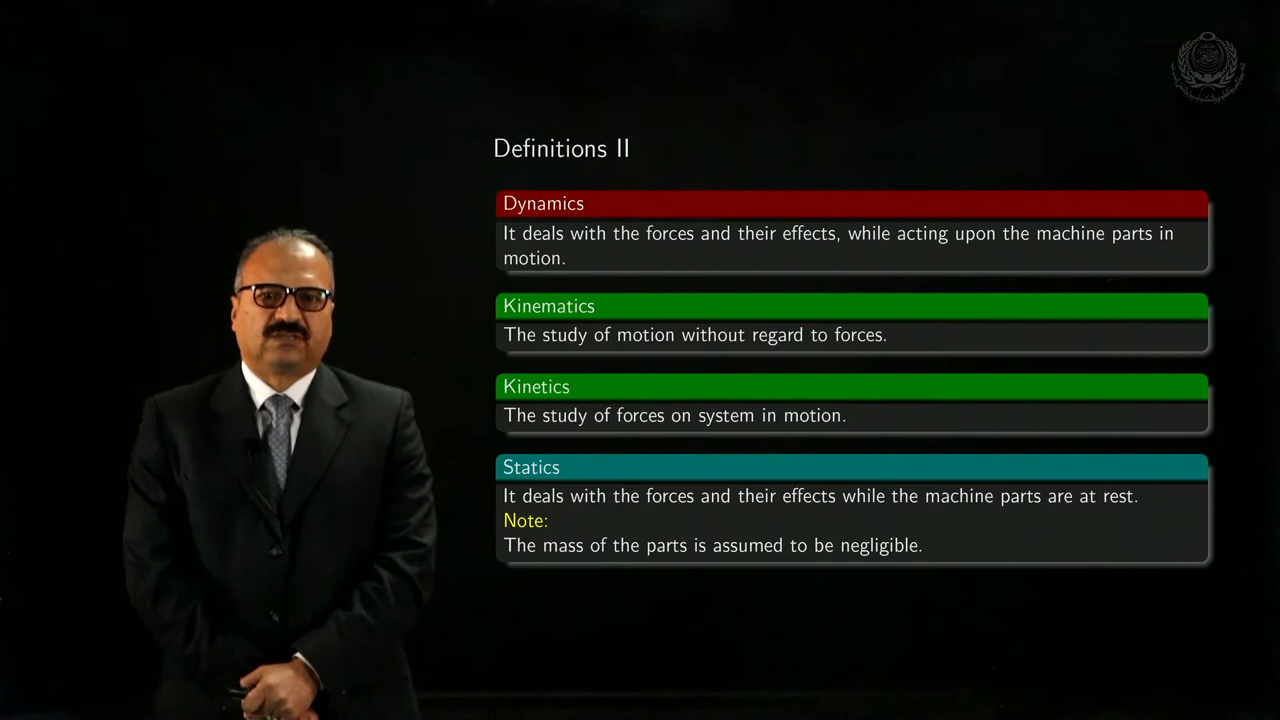 Definitions II
Dynamics
It deals with the forces and their effects, while acting upon the machine parts in
motion.
Kinematics
The study of motion without regard to forces.
Kinetics
The study of forces on system in motion.
Statics
It deals with the forces and their effects while the machine parts are at rest.
Note:
The mass of the parts is assumed to be negligible.